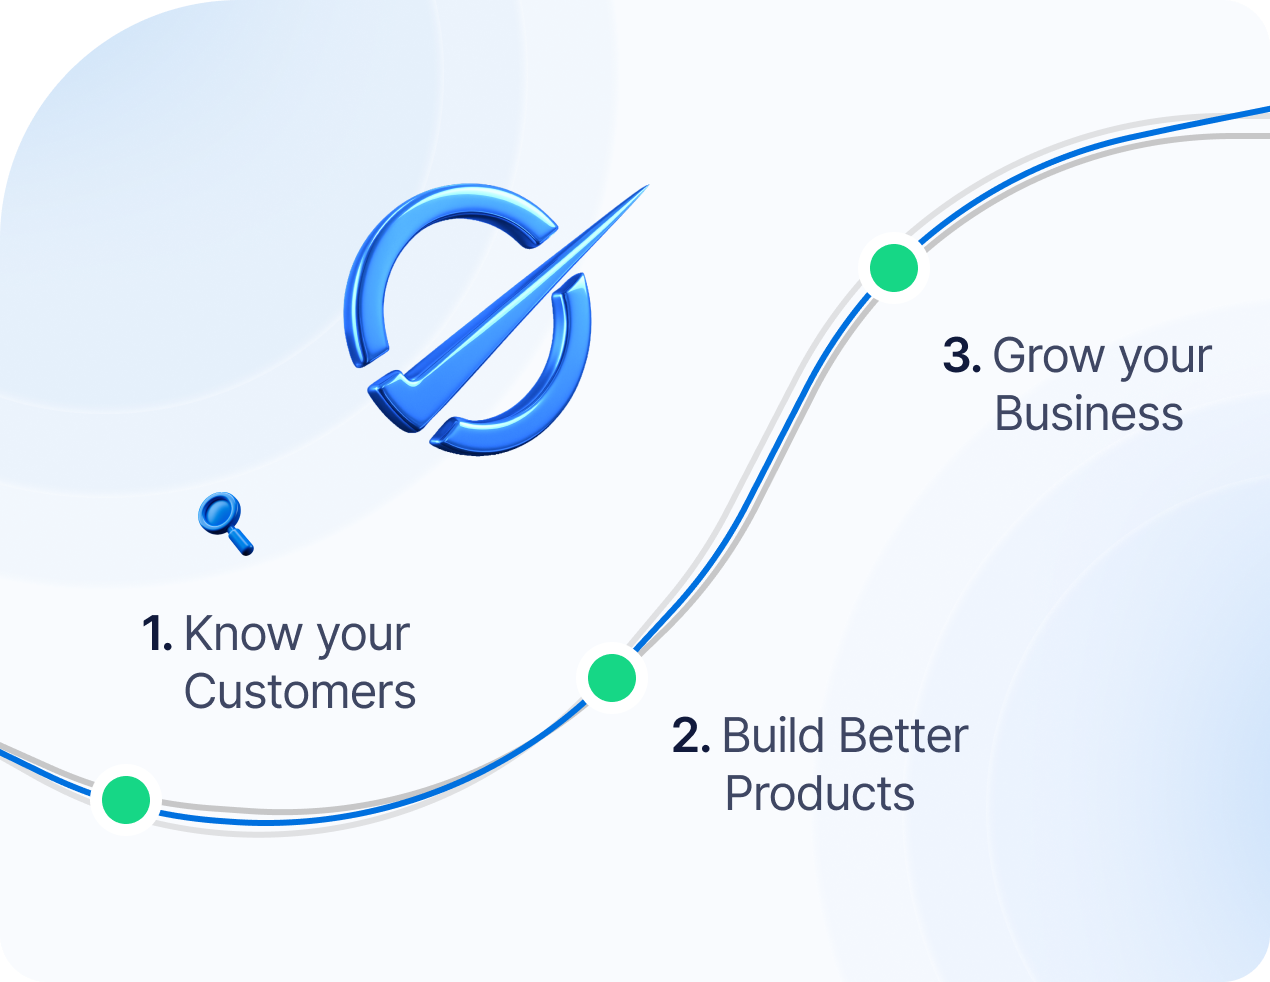 1. Know your
Customers
2. Build Better
Products
3. Grow your
Business